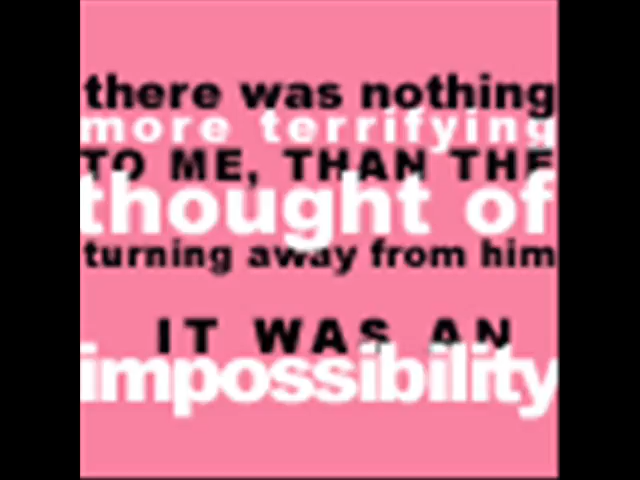 there was nothing
more terrifying
TO ME, THAN THE
thought of
turning away from him
IT WAS AN
impossibility